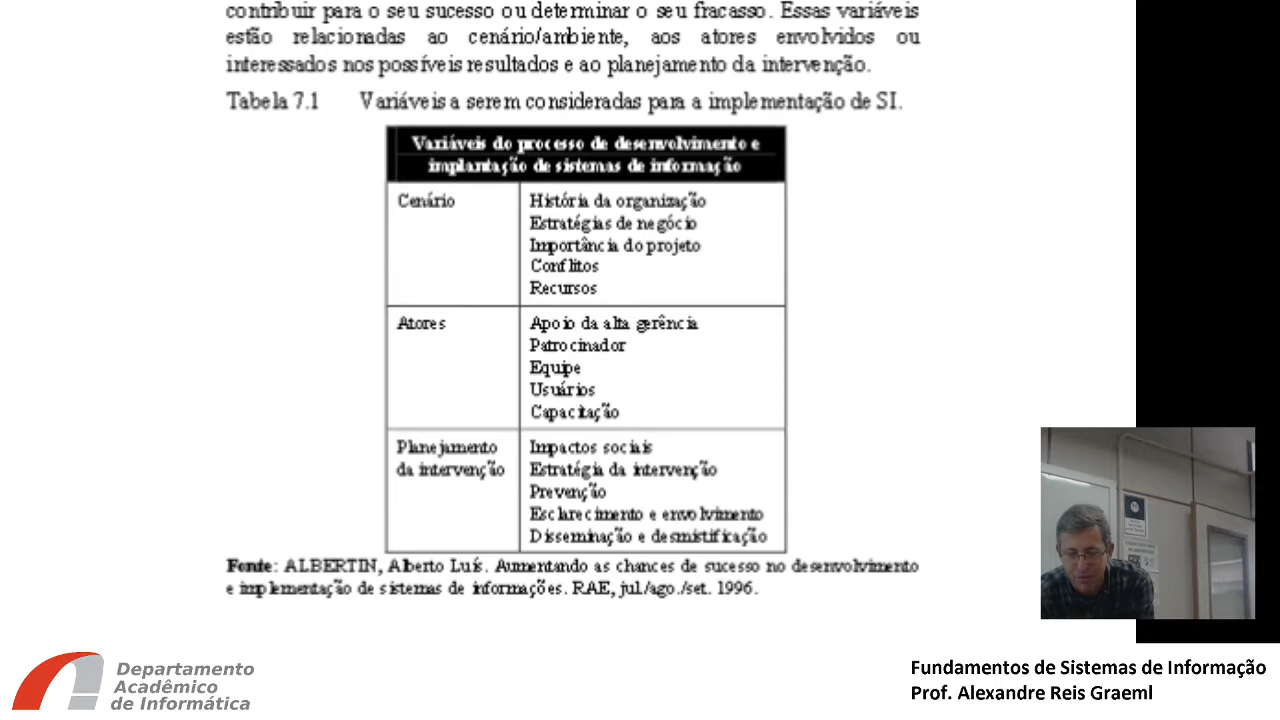 contribuir para o seu sucesso ou determinar o seu fracasso. Essas variáveis
estão relacionadas ao cenário/ambiente, aos atores envolvidos ou
interessados nos possíveis resultados e ao planejamento da intervenção.
Tabela 7.1 Variáveis a serem consideradas para a implementação de SI.
Variáveis do processo de desenvolvimento e
implantação de sistemas de informação
Cenário
História da organização
Estratégias de negócio
Importância do projeto
Conflitos
Recursos
Atores
Apoio da alta gerência
Patrocinador
Equipe
Usuários
Capacitação
Planejamento
da intervenção
Impactos sociais
Estratégia da intervenção
Prevenção
Esclarecimento e envolvimento
Disseminação e desmistificação
Fonte: ALBERTIN, Alberto Luís. Aumentando as chances de sucesso no desenvolvimento
e implementação de sistemas de informações. RAE, jul./ago./set. 1996.
Departamento
Acadêmico
de Informática
Fundamentos de Sistemas de Informação
Prof. Alexandre Reis Graeml